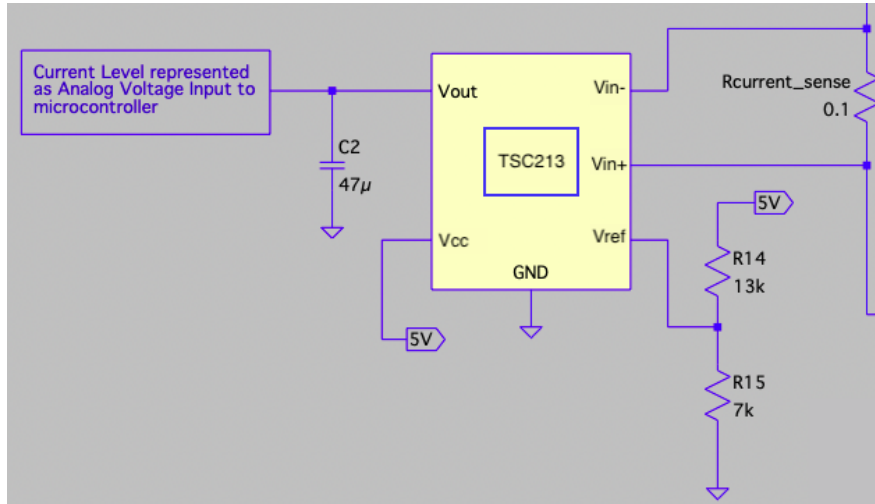 Current Level represented
as Analog Voltage Input to
microcontroller
Vout
Vin-
Rcurrent_sense
0.1
C2
47µ
TSC213
Vin+
5V
Vcc
Vref
R14
13k
GND
5V
R15
7k